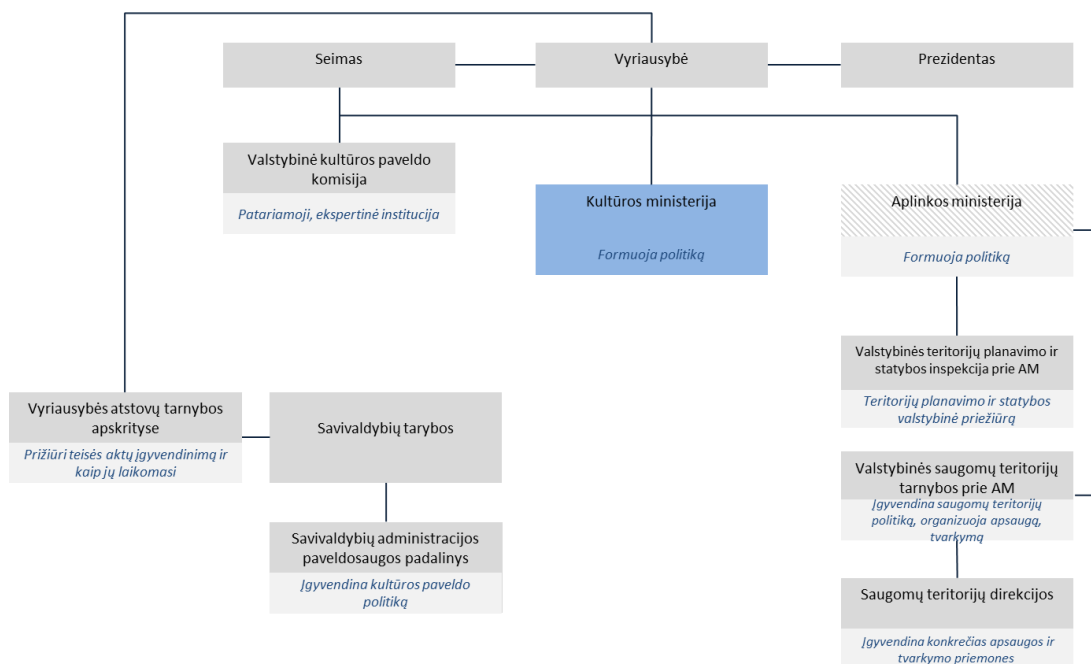 Seimas
Vyriausybė
Prezidentas
Valstybinė kultūros paveldo
komisija
Patariamoji, ekspertinė institucija
Kultūros ministerija
Formuoja politiką
Aplinkos ministerija
Formuoja politiką
Valstybinės teritorijų planavimo ir
statybos inspekcija prie AM
Teritorijų planavimo ir statybos
valstybinė priežiūrą
Vyriausybės atstovų tarnybos
apskrityse
Prižiūri teisės aktų įgyvendinimą ir
kaip jų laikomasi
Savivaldybių tarybos
Valstybinės saugomų teritorijų
tarnybos prie AM
Įgyvendina saugomų teritorijų
politiką, organizuoja apsaugą,
tvarkymą
Savivaldybių administracijos
paveldosaugos padalinys
Įgyvendina kultūros paveldo
politiką
Saugomų teritorijų direkcijos
Įgyvendina konkrečias apsaugos ir
tvarkymo priemones